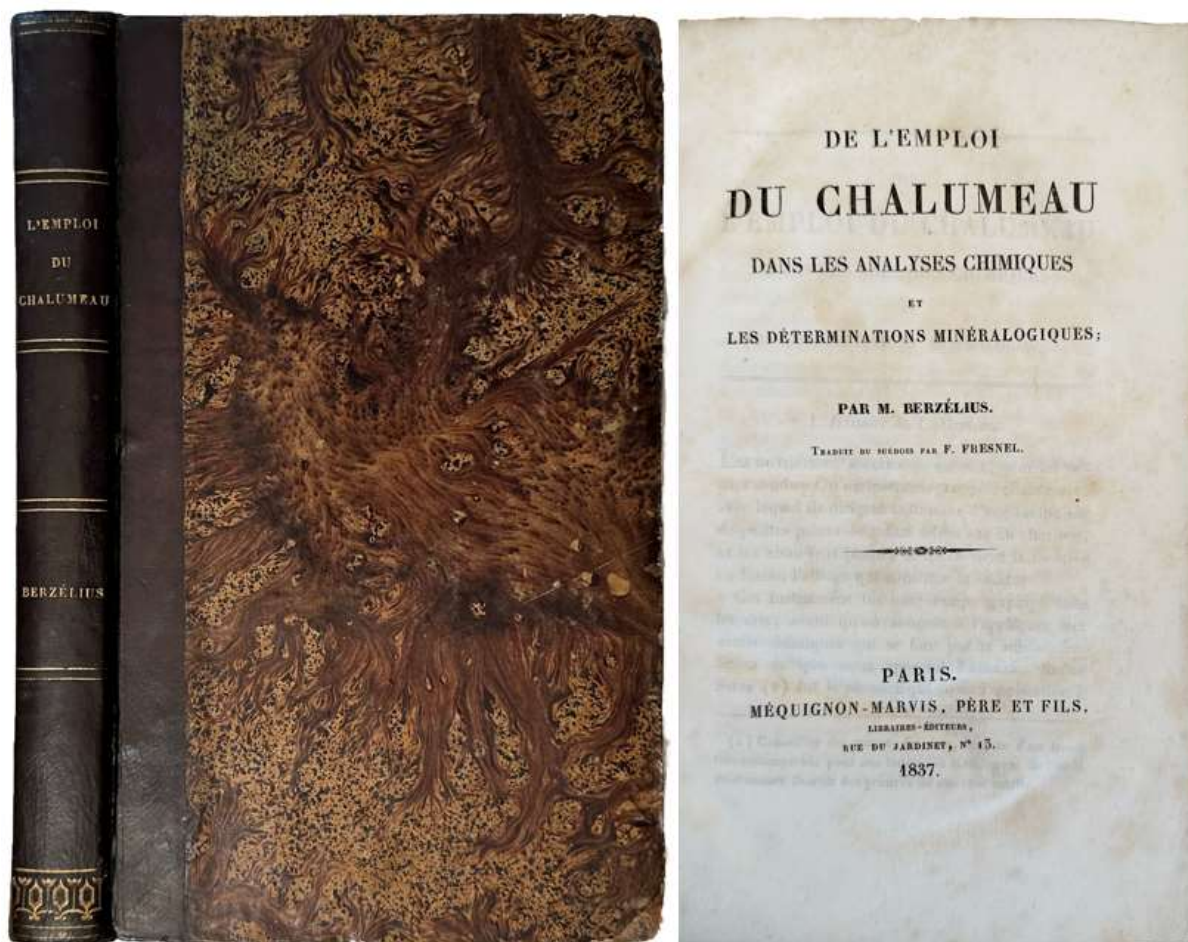 L'EMPLOI
DU
CHALUMEAU
BERZÉLIUS
DE L'EMPLOI
DU CHALUMEAU
DANS LES ANALYSES CHIMIQUES
ET
LES DÉTERMINATIONS MINÉRALOGIQUES;
PAR M. BERZÉLIUS.
TRADUIT DU SUÉDOIS PAR F. FRESNEL.
PARIS.
MÉQUIGNON-MARVIS, PÈRE ET FILS,
LIBRAIRES-ÉDITEURS,
RUE DU JARDINET, Nº 13.
1837.